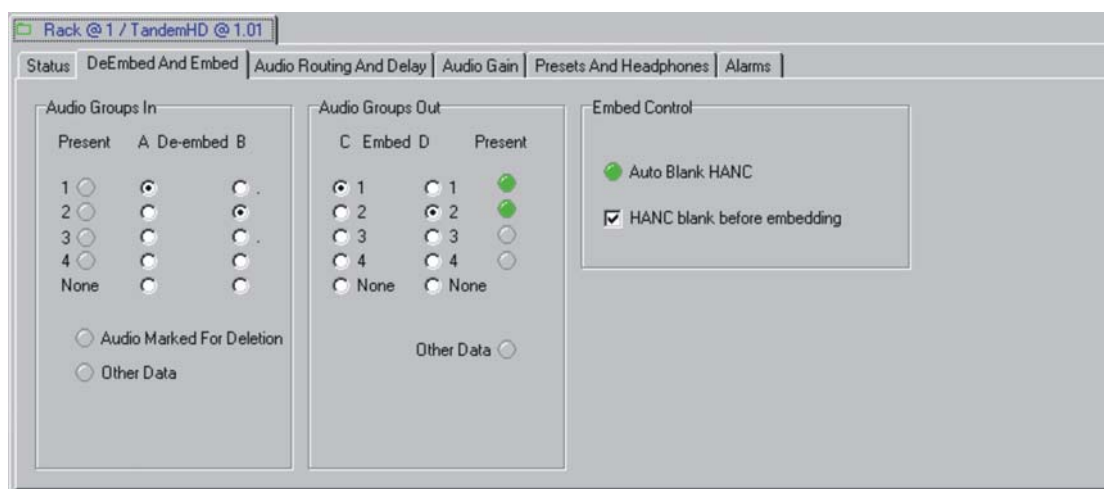 Rack @ 1 / TandemHD @ 1.01
Status DeEmbed And Embed Audio Routing And Delay Audio Gain Presets And Headphones Alarms
Audio Groups In
Present A De-embed B
1 .
2
3 .
4
None
Audio Marked For Deletion
Other Data
Audio Groups Out
C Embed D Present
1 1
2 2
3 3
4 4
None None
Other Data
Embed Control
Auto Blank HANC
HANC blank before embedding